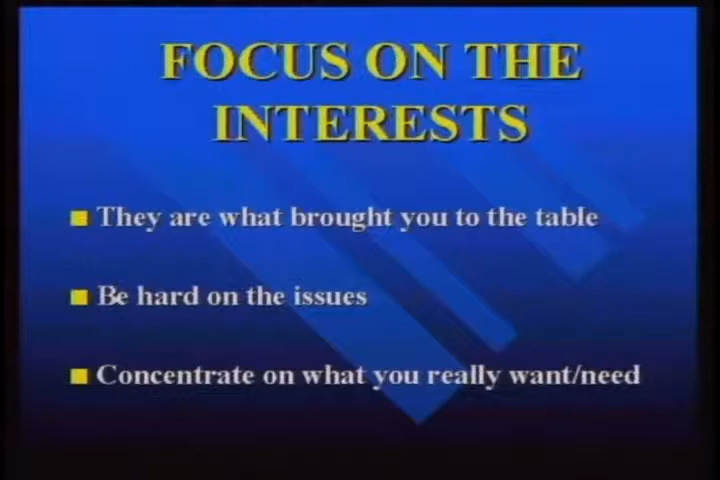 FOCUS ON THE
INTERESTS
They are what brought you to the table
Be hard on the issues
Concentrate on what you really want/need